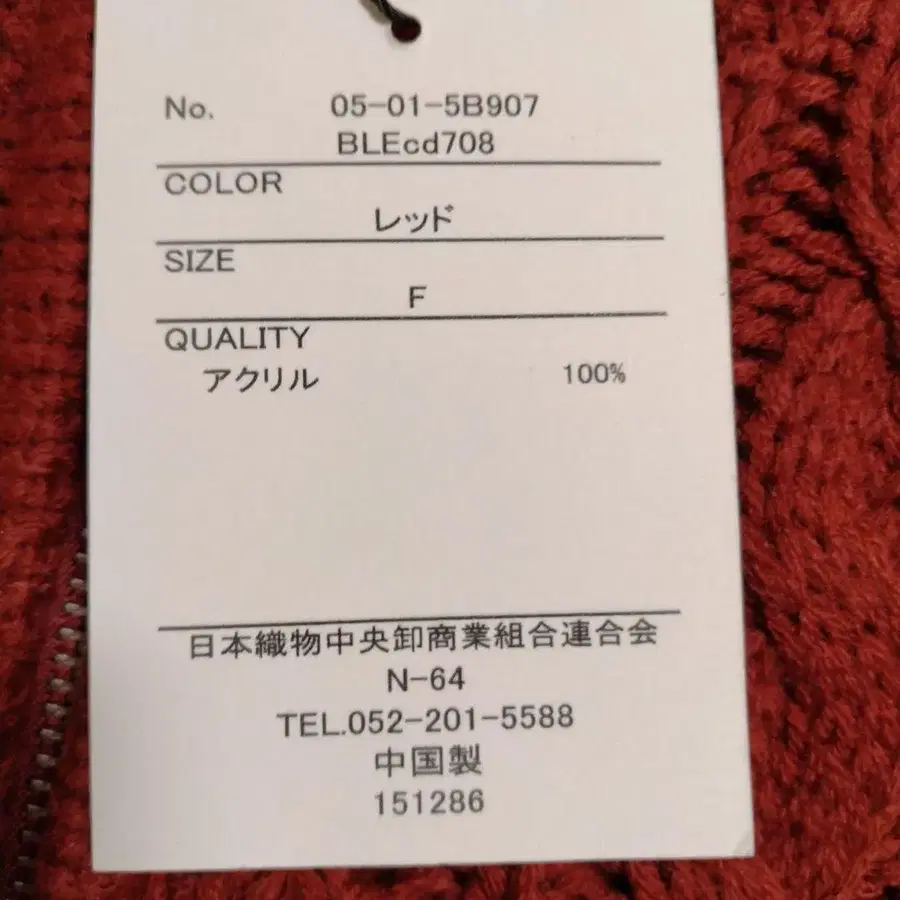 No. 05-01-5B907
BLEcd708
COLOR
レッド
SIZE
F
QUALITY
アクリル 100%
日本織物中央卸商業組合連合会
N-64
TEL.052-201-5588
中国製
151286